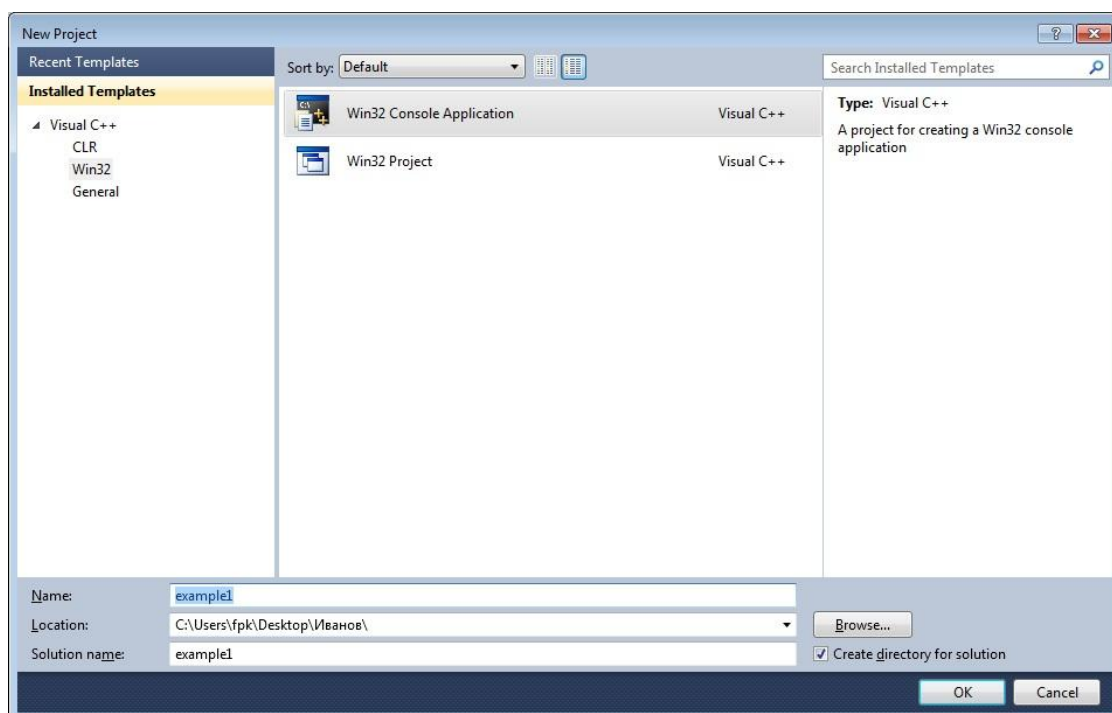 New Project
Recent Templates
Installed Templates
Visual C++
CLR
Win32
General
Sort by: Default
Win32 Console Application Visual C++
Win32 Project Visual C++
Search Installed Templates
Type: Visual C++
A project for creating a Win32 console
application
Name: example1
Location: C:\Users\fpk\Desktop\Иванов\ Browse...
Solution name: example1 Create directory for solution
OK Cancel